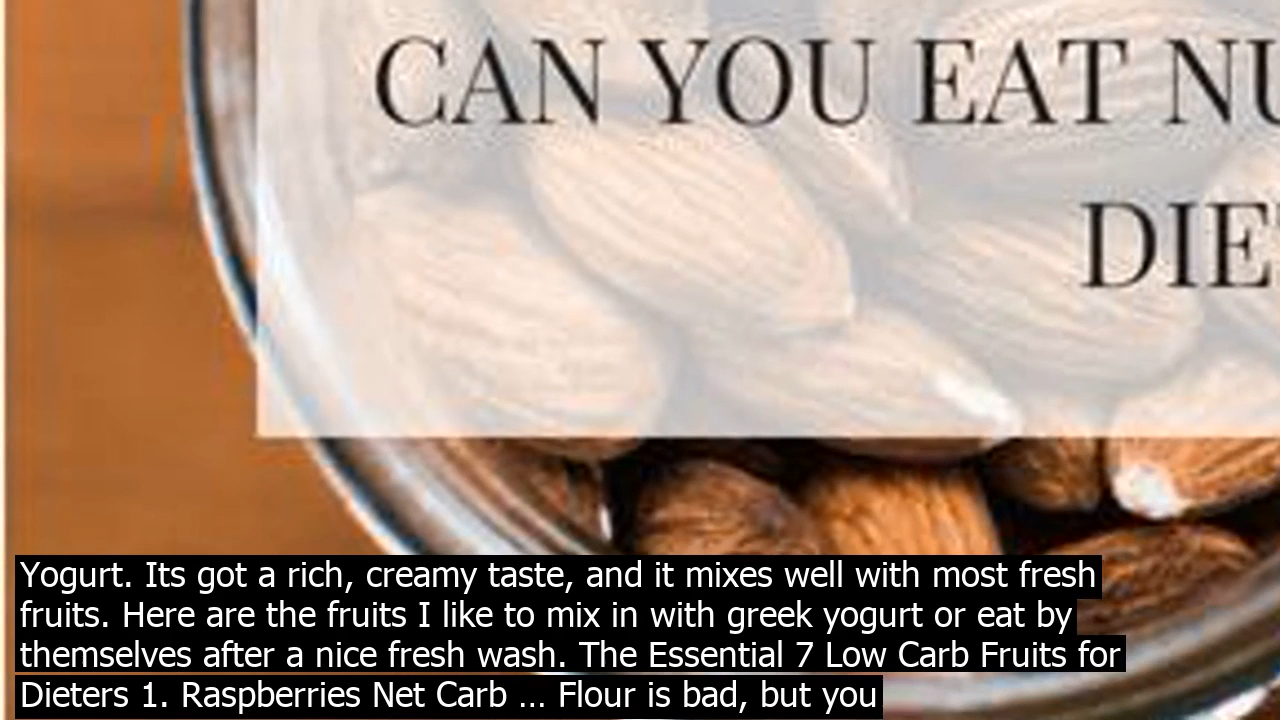 CAN YOU EAT NU
DIE
Yogurt. Its got a rich, creamy taste, and it mixes well with most fresh
fruits. Here are the fruits I like to mix in with greek yogurt or eat by
themselves after a nice fresh wash. The Essential 7 Low Carb Fruits for
Dieters 1. Raspberries Net Carb ... Flour is bad, but you